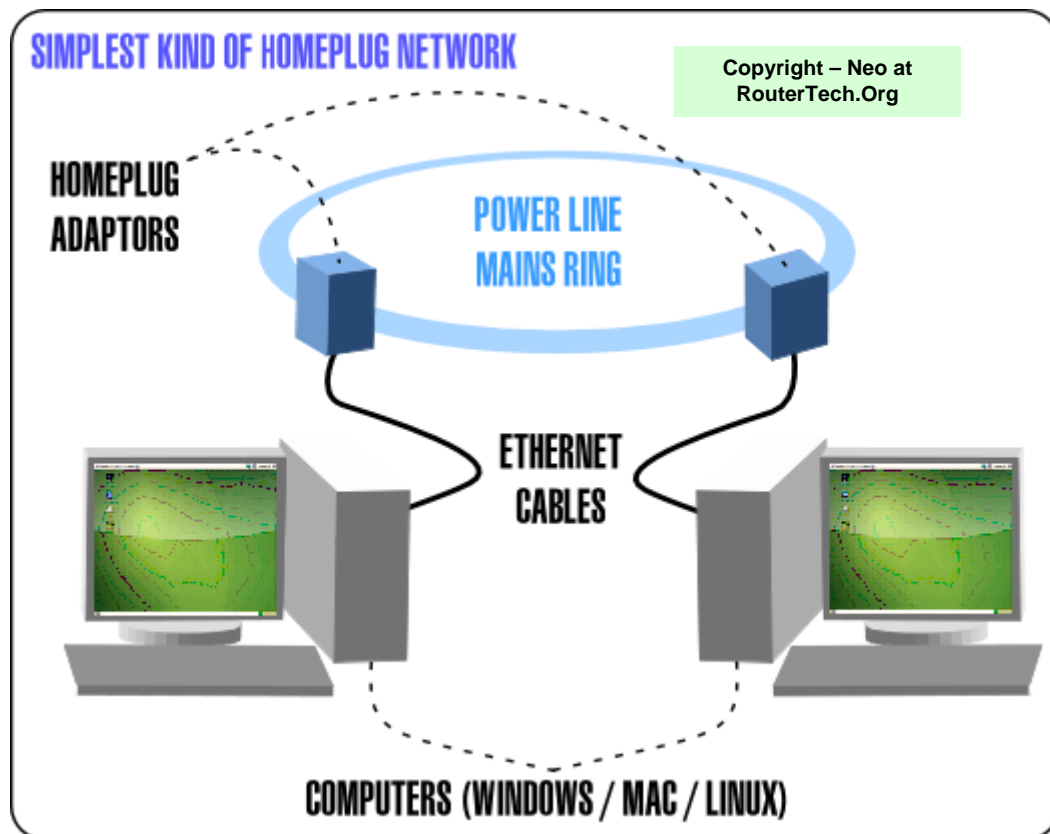 SIMPLEST KIND OF HOMEPLUG NETWORK
Copyright – Neo at
RouterTech.Org
HOMEPLUG
ADAPTORS
POWER LINE
MAINS RING
ETHERNET
CABLES
COMPUTERS (WINDOWS / MAC / LINUX)